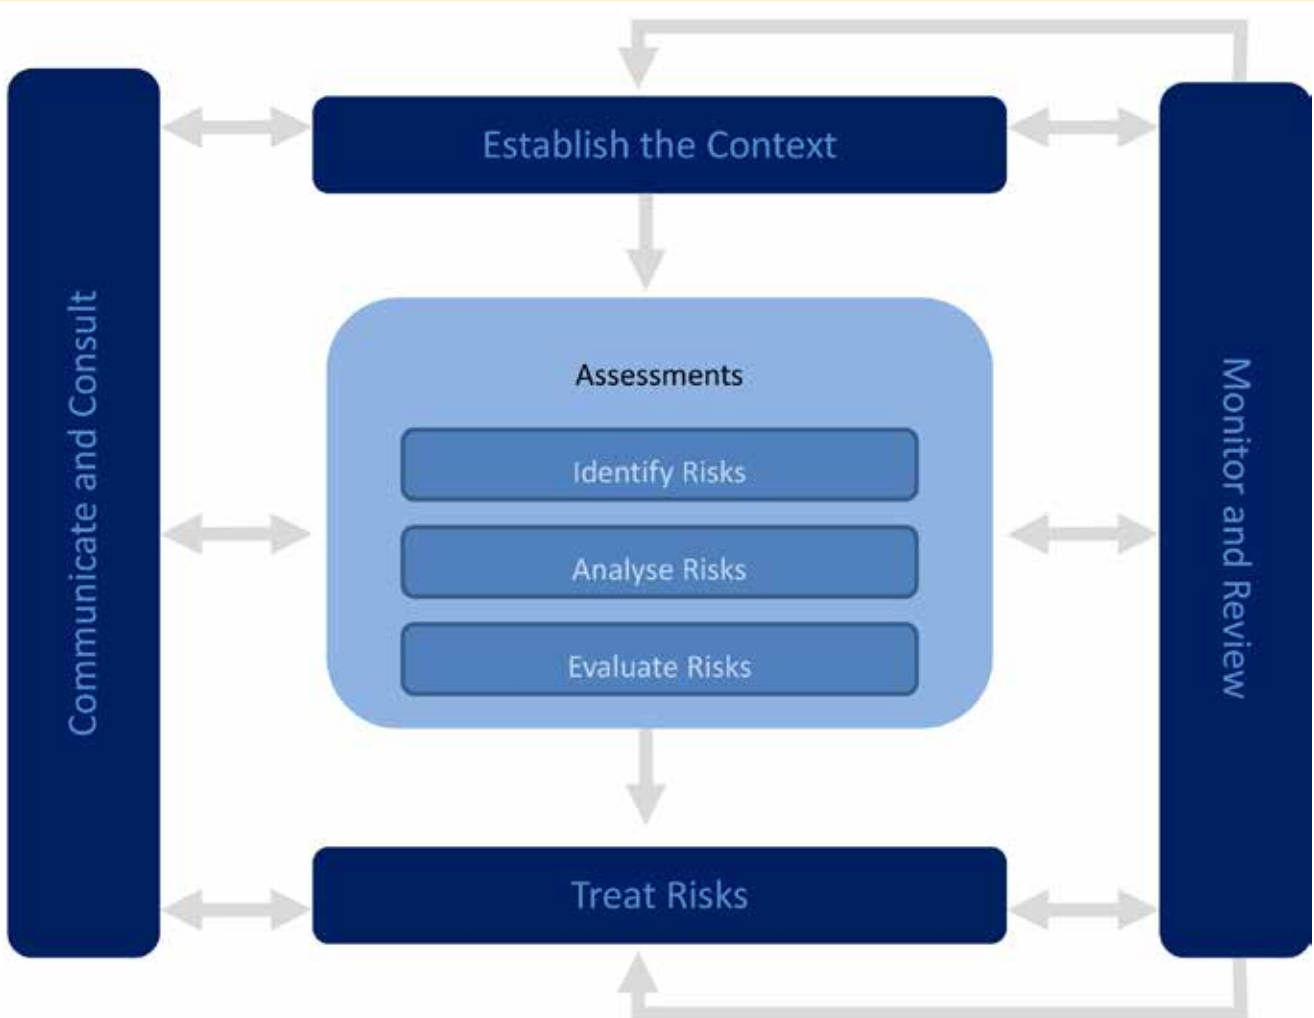 Establish the Context
Communicate and Consult
Assessments
Identify Risks
Analyse Risks
Evaluate Risks
Monitor and Review
Treat Risks